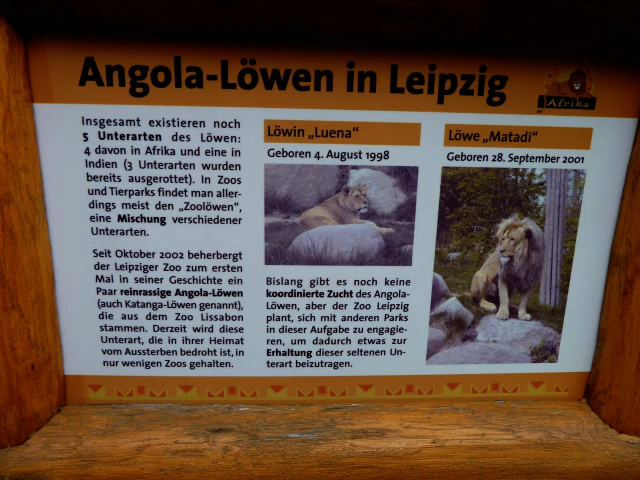 Angola-Löwen in Leipzig
Afrika
Insgesamt existieren noch
5 Unterarten des Löwen:
4 davon in Afrika und eine in
Indien (3 Unterarten wurden
bereits ausgerottet). In Zoos
und Tierparks findet man aller-
dings meist den „Zoolöwen“,
eine Mischung verschiedener
Unterarten.
Seit Oktober 2002 beherbergt
der Leipziger Zoo zum ersten
Mal in seiner Geschichte ein
Paar reinrassige Angola-Löwen
(auch Katanga-Löwen genannt),
die aus dem Zoo Lissabon
stammen. Derzeit wird diese
Unterart, die in ihrer Heimat
vom Aussterben bedroht ist, in
nur wenigen Zoos gehalten.
Löwin „Luena“
Geboren 4. August 1998
Bislang gibt es noch keine
koordinierte Zucht des Angola-
Löwen, aber der Zoo Leipzig
plant, sich mit anderen Parks
in dieser Aufgabe zu engagie-
ren, um dadurch etwas zur
Erhaltung dieser seltenen Un-
terart beizutragen.
Löwe „Matadi“
Geboren 28. September 2001